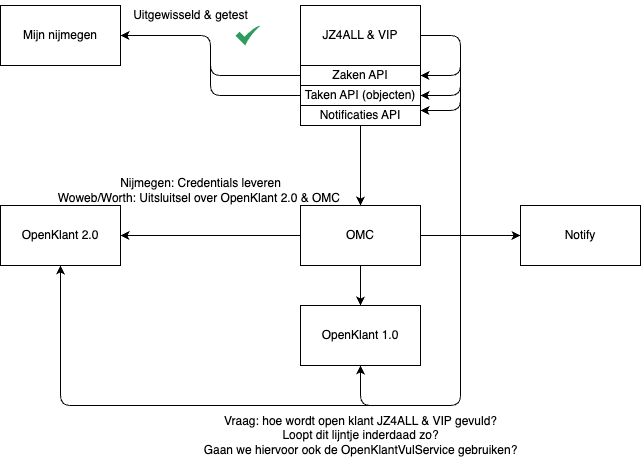 Uitgewisseld & getest
Mijn nijmegen
JZ4ALL & VIP
Zaken API
Taken API (objecten)
Notificaties API
Nijmegen: Credentials leveren
Woweb/Worth: Uitsluitsel over OpenKlant 2.0 & OMC
OpenKlant 2.0
OMC
Notify
OpenKlant 1.0
Vraag: hoe wordt open klant JZ4ALL & VIP gevuld?
Loopt dit lijntje inderdaad zo?
Gaan we hiervoor ook de OpenKlantVulService gebruiken?